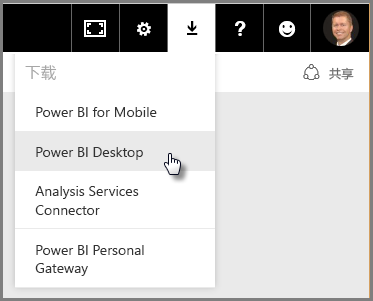 下载
共享
Power BI for Mobile
Power BI Desktop
Analysis Services
Connector
Power BI Personal
Gateway